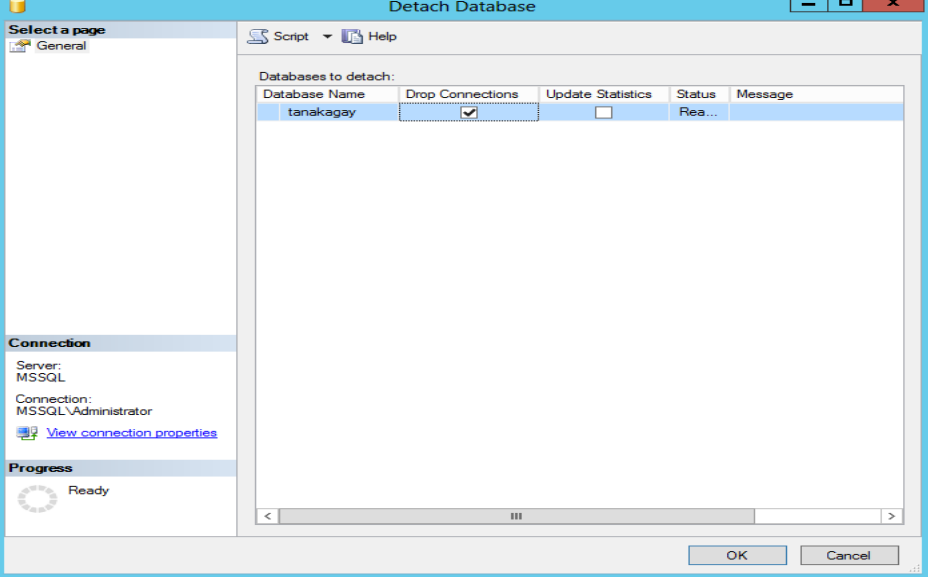 Detach Database
Select a page
General
Script Help
Databases to detach:
Database Name Drop Connections Update Statistics Status Message
tanakagay Rea...
Connection
Server:
MSSQL
Connection:
MSSQL\Administrator
View connection properties
Progress
Ready
OK Cancel